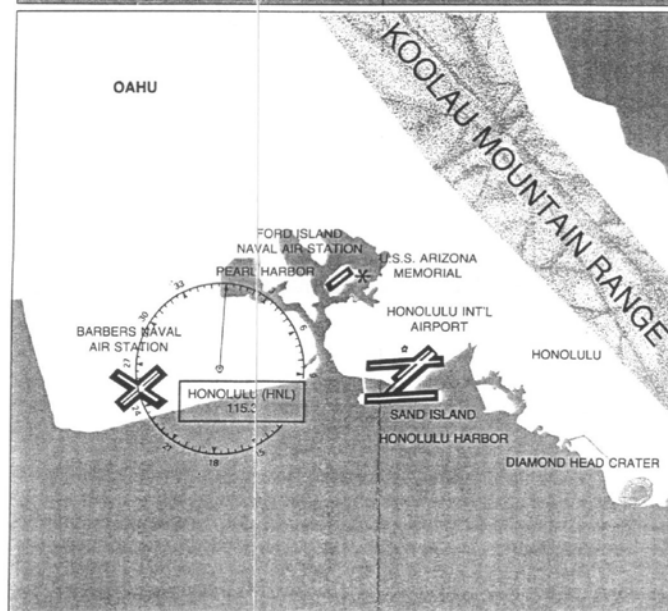 OAHU
KOOLAU MOUNTAIN RANGE
FORD ISLAND
NAVAL AIR STATION
PEARL HARBOR
U.S.S. ARIZONA
MEMORIAL
HONOLULU INT'L
AIRPORT
BARBERS NAVAL
AIR STATION
HONOLULU
HONOLULU (HNL)
115.
SAND ISLAND
HONOLULU HARBOR
DIAMOND HEAD CRATER
33
30
27
24
21
18
15
6